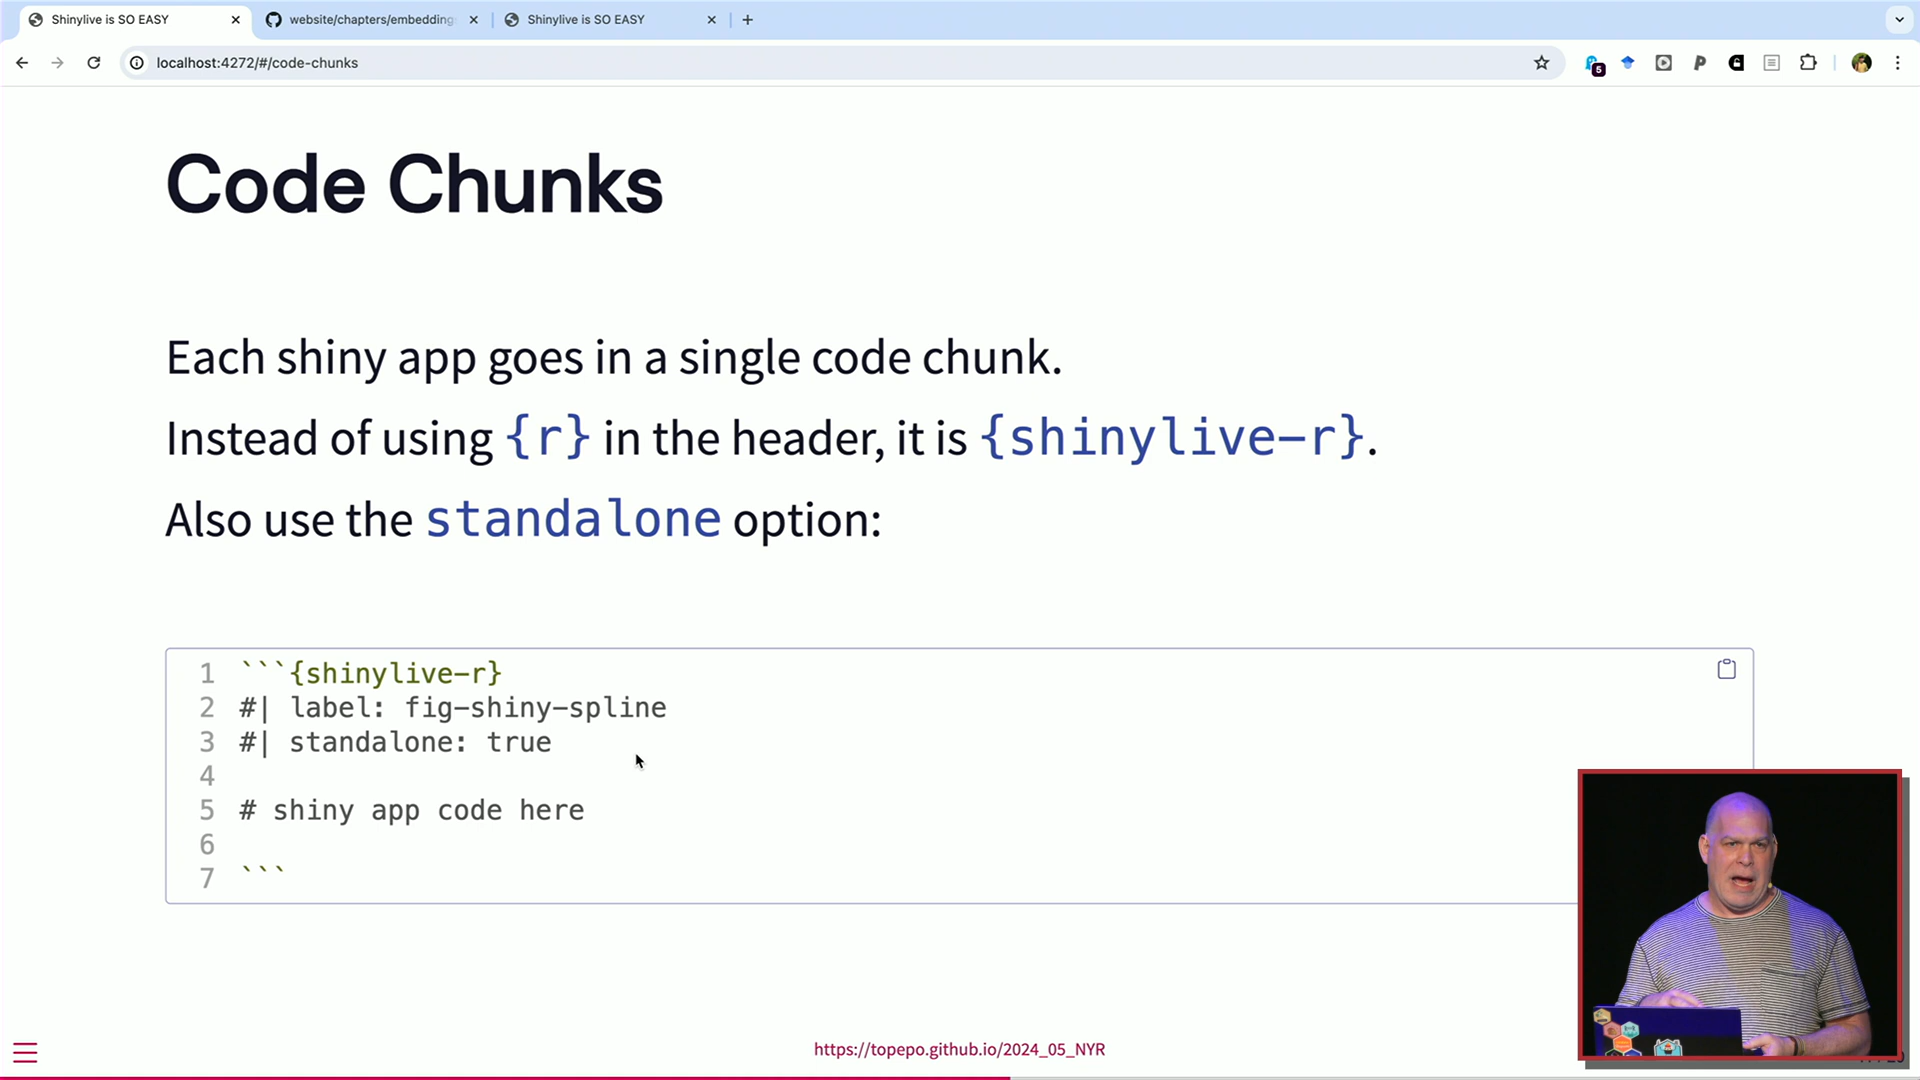 Shinylive is SO EASY
website/chapters/embedding
Shinylive is SO EASY
localhost:4272/#/code-chunks
5
Code Chunks
Each shiny app goes in a single code chunk.
Instead of using {r} in the header, it is {shinylive-r}.
Also use the standalone option:
1 ```{shinylive-r}
2 #| label: fig-shiny-spline
3 #| standalone: true
4
5 # shiny app code here
6
7 ```
https://topepo.github.io/2024_05_NYR